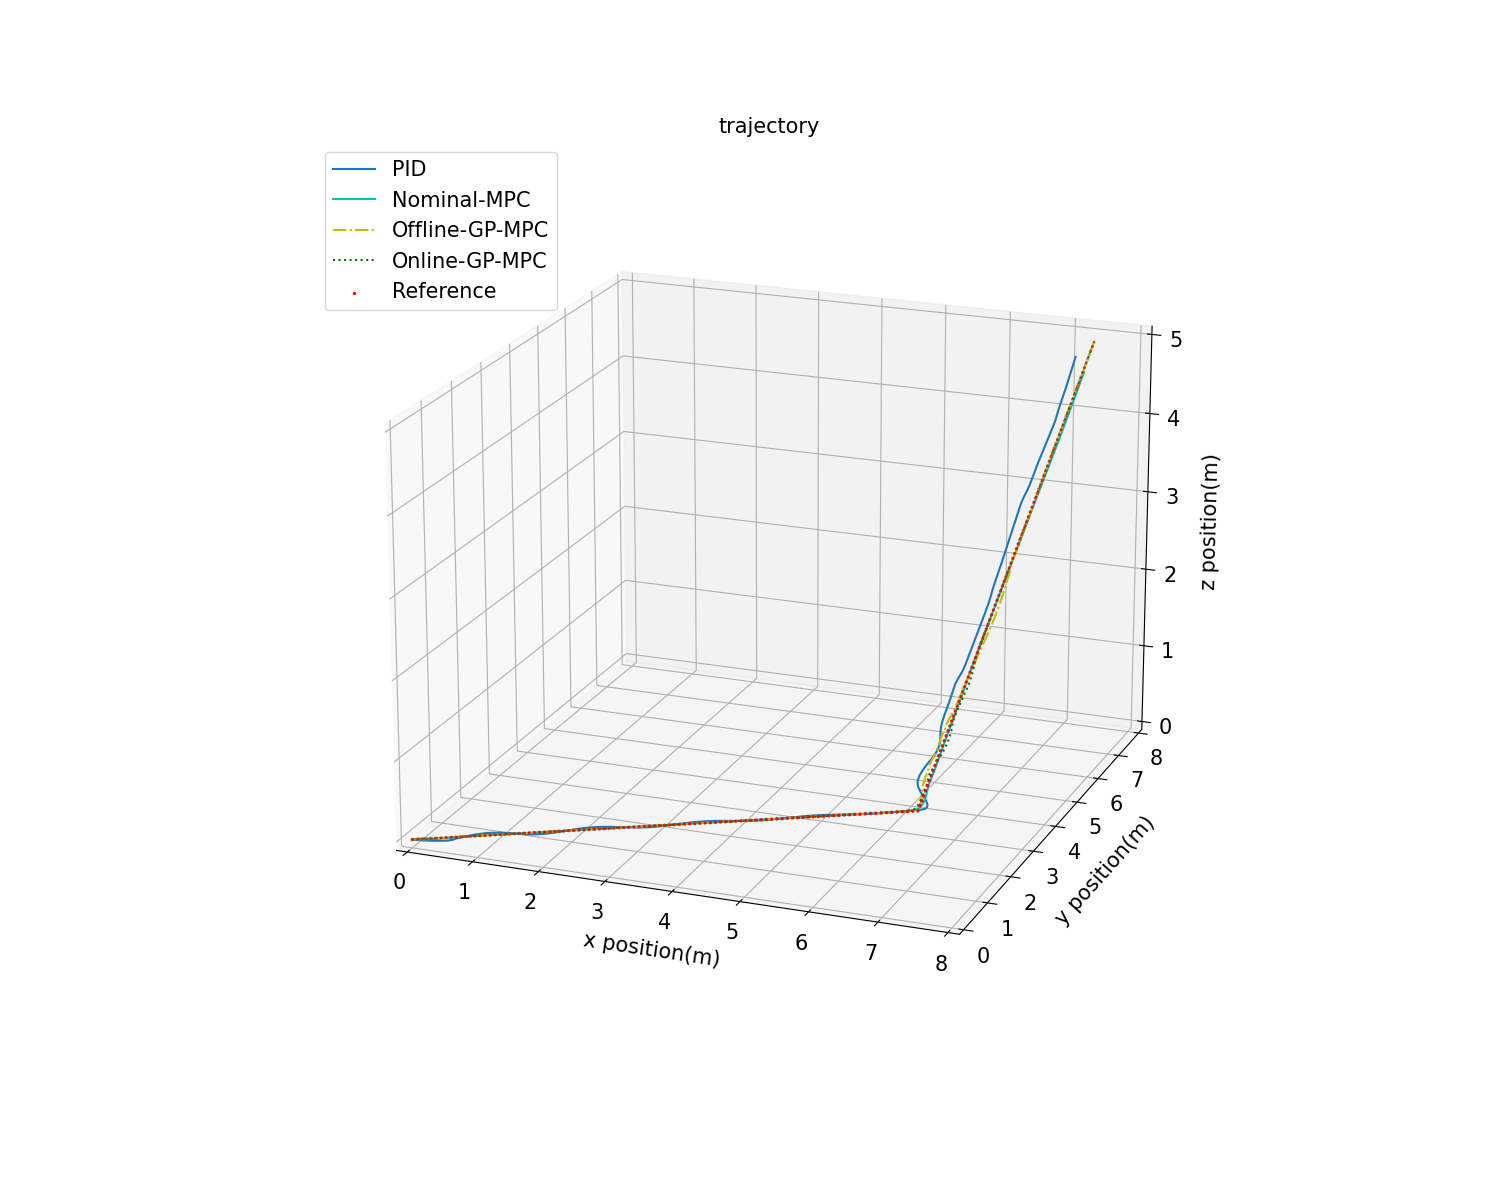 trajectory
PID
Nominal-MPC
Offline-GP-MPC
Online-GP-MPC
Reference
5
4
3
2
1
0
z position(m)
8
7
6
5
4
3
2
1
0
y position(m)
0
1
2
3
4
5
6
7
8
x position(m)